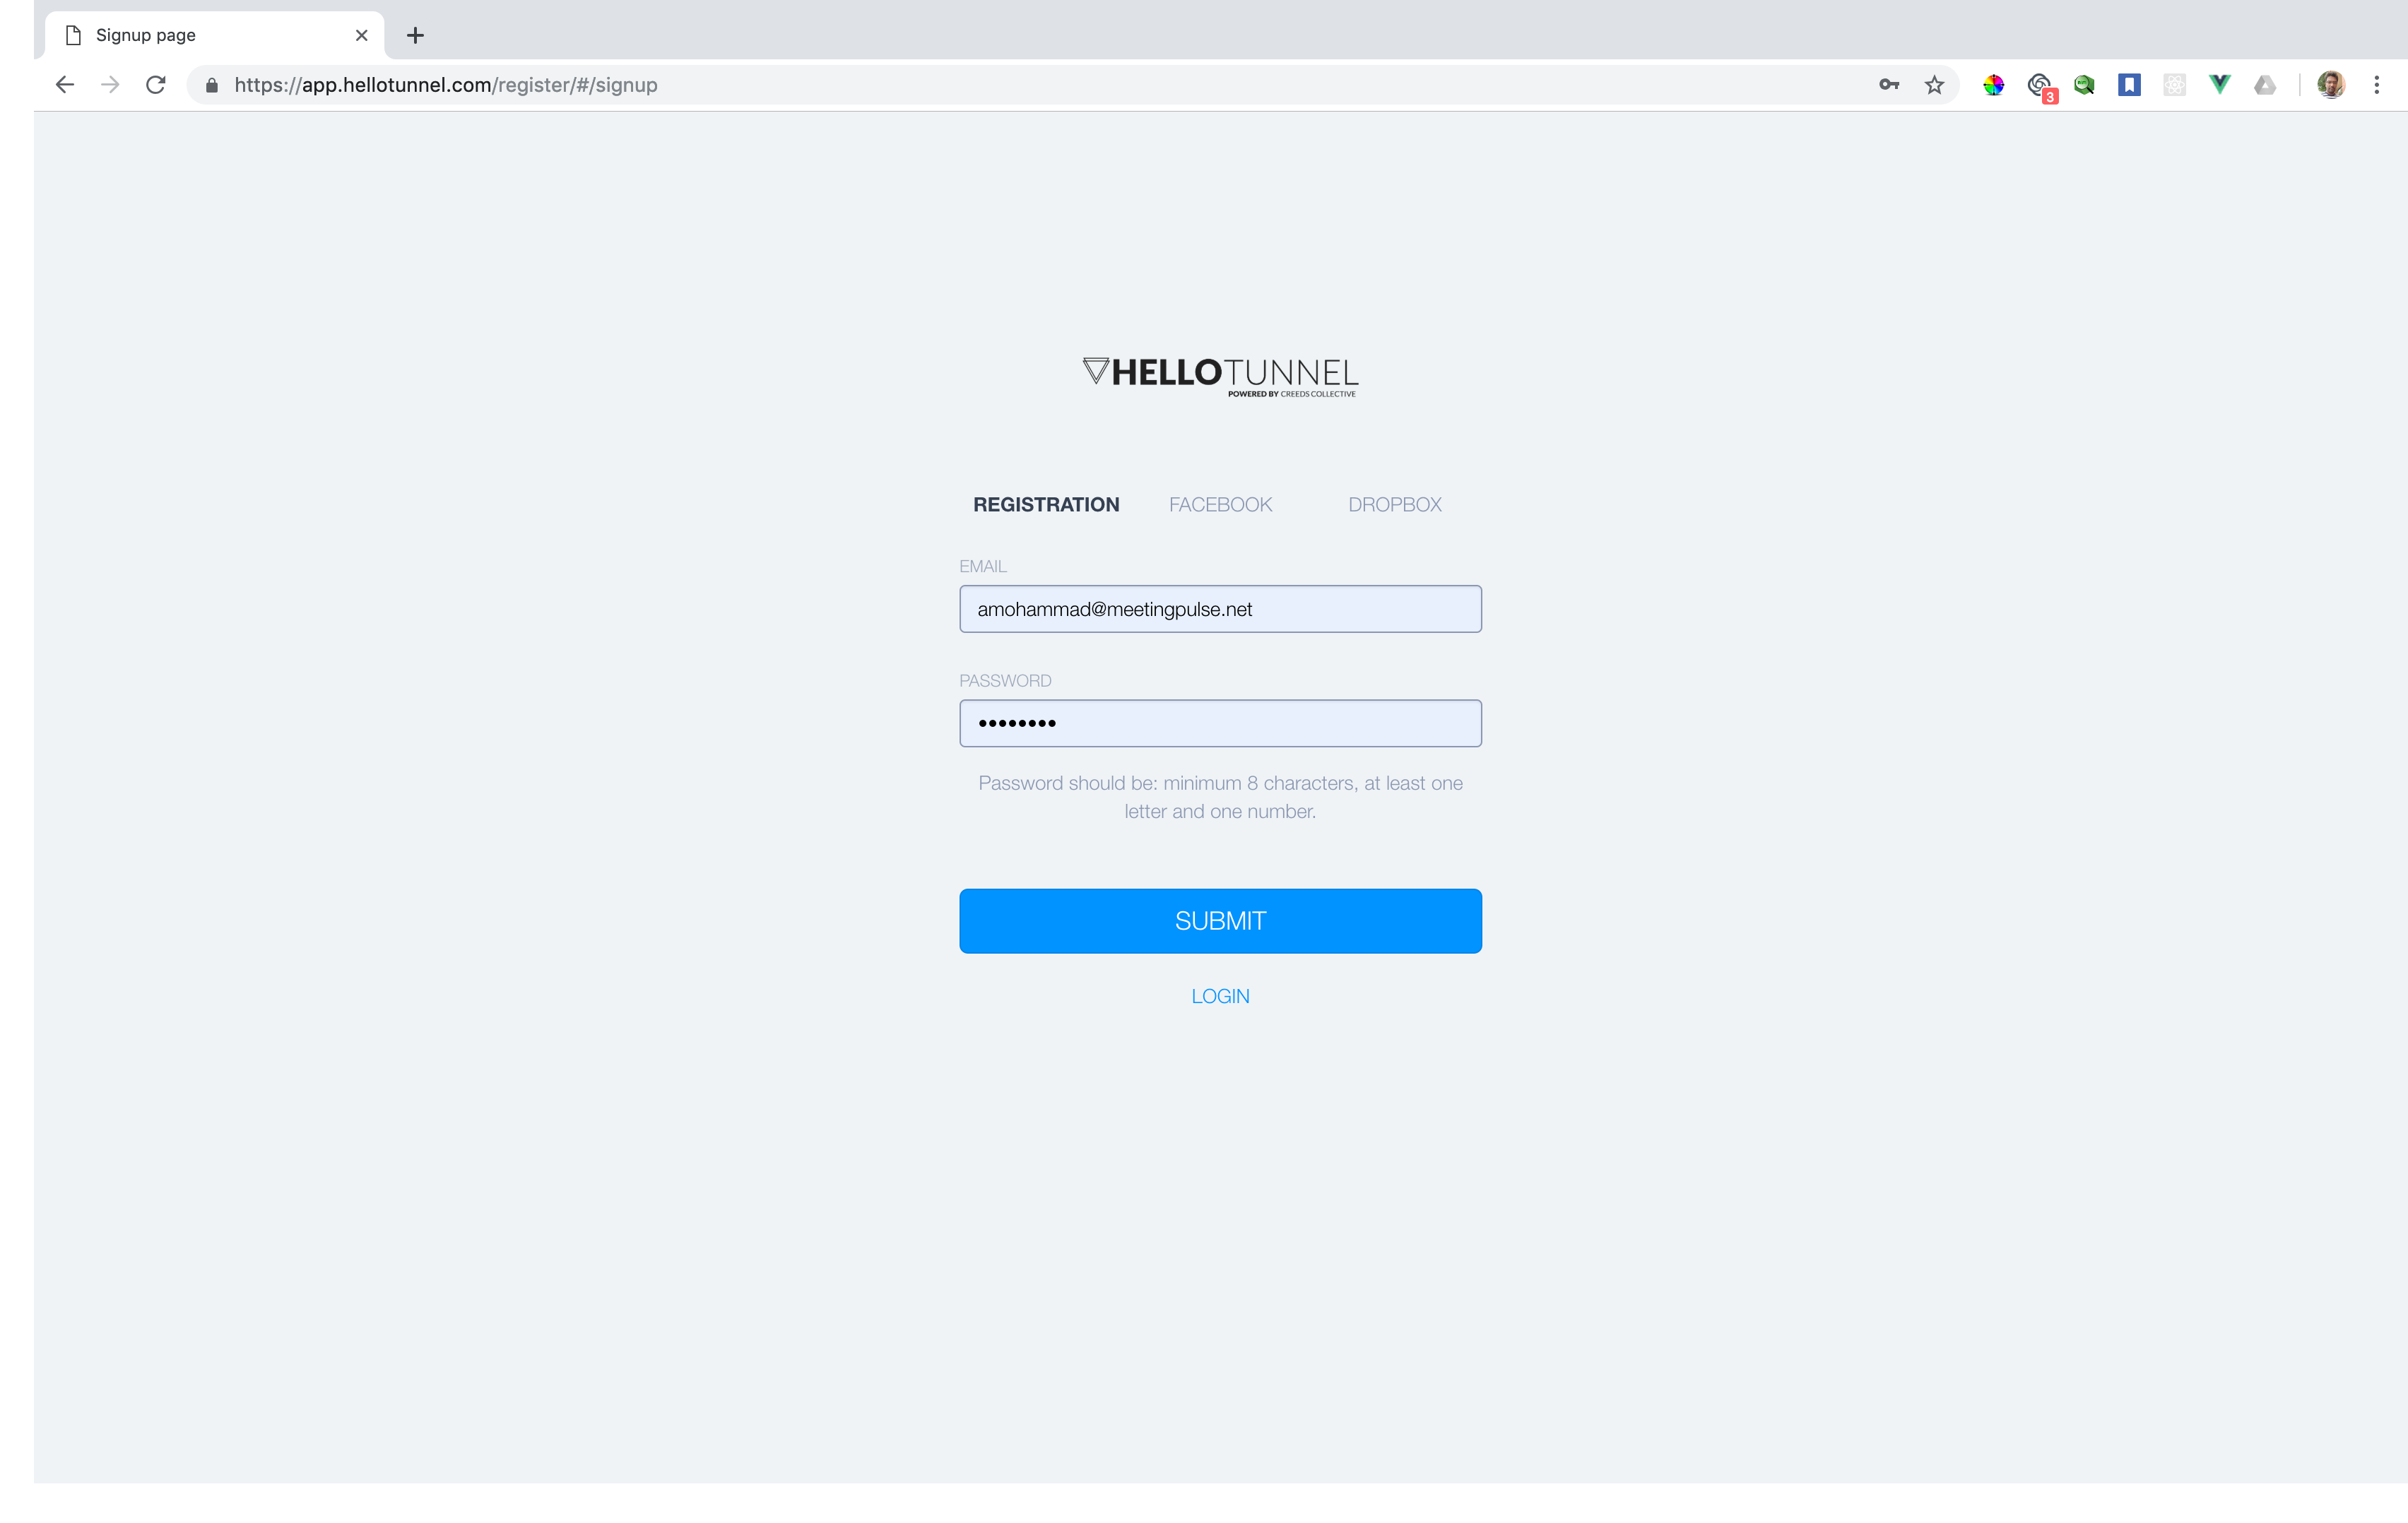 Signup page
https://app.hellotunnel.com/register/#/signup
3
HELLOTUNNEL
POWERED BY CREEDS COLLECTIVE
REGISTRATION FACEBOOK DROPBOX
EMAIL
amohammad@meetingpulse.net
PASSWORD
••••••••
Password should be: minimum 8 characters, at least one
letter and one number.
SUBMIT
LOGIN